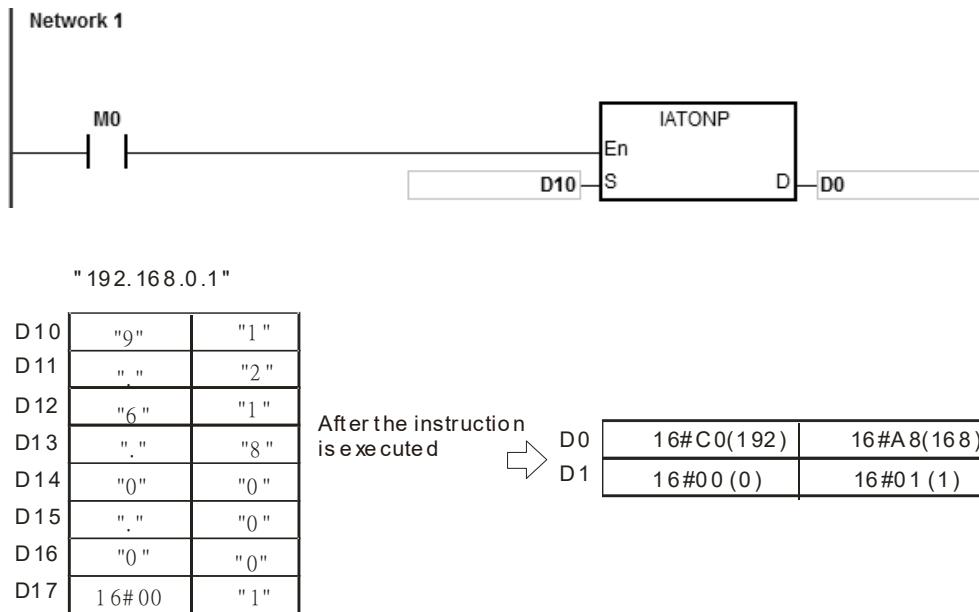 Network 1
M0
IATONP
En
D10 S D D0
"192.168.0.1"
D10 "9" "1"
D11 "." "2"
D12 "6" "1"
D13 "." "8"
D14 "0" "0"
D15 "." "0"
D16 "0" "0"
D17 16#00 "1"
After the instruction
is executed
D0 16#C0(192) 16#A8(168)
D1 16#00(0) 16#01(1)